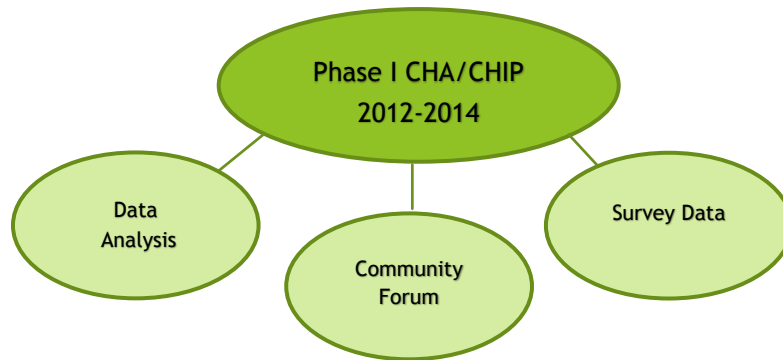 Phase I CHA/CHIP
2012-2014
Data
Analysis
Community
Forum
Survey Data